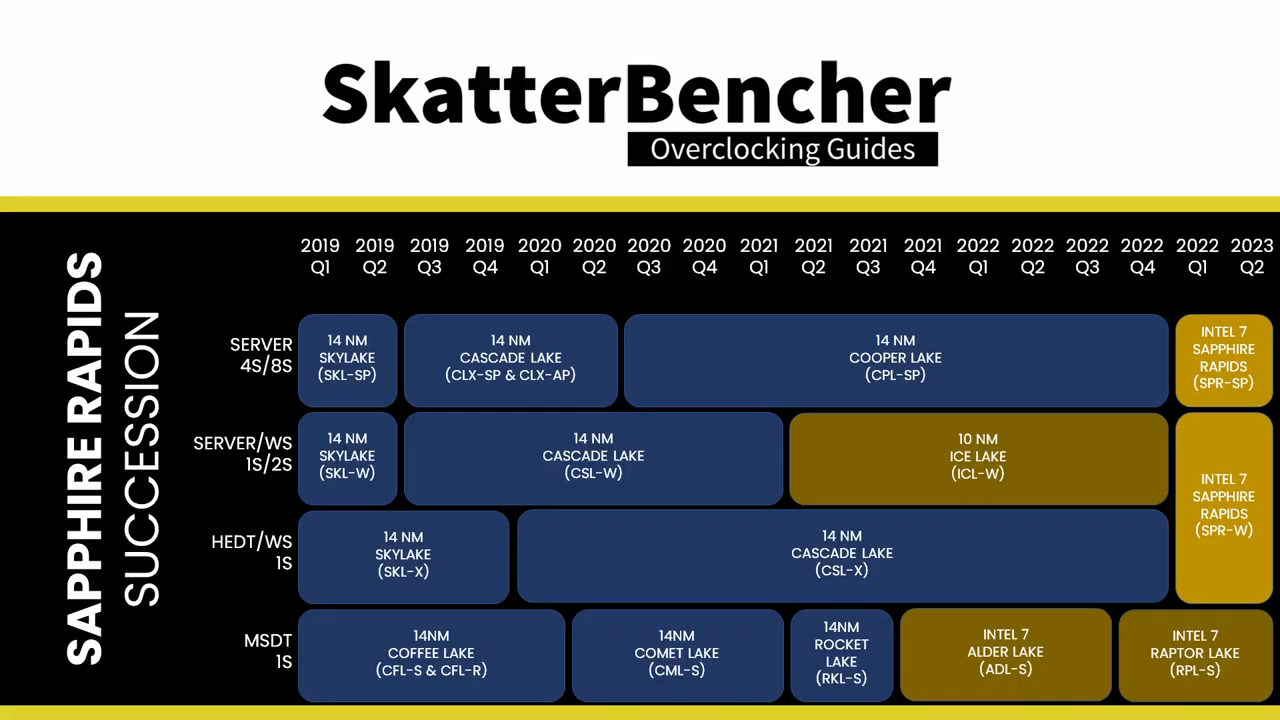 SkatterBencher
Overclocking Guides
SAPPHIRE RAPIDS
SUCCESSION
2019 2019 2019 2019 2020 2020 2020 2020 2021 2021 2021 2021 2022 2022 2022 2022 2022 2023
Q1 Q2 Q3 Q4 Q1 Q2 Q3 Q4 Q1 Q2 Q3 Q4 Q1 Q2 Q3 Q4 Q1 Q2
SERVER
4S/8S
14 NM
SKYLAKE
(SKL-SP)
14 NM
CASCADE LAKE
(CLX-SP & CLX-AP)
14 NM
COOPER LAKE
(CPL-SP)
INTEL 7
SAPPHIRE
RAPIDS
(SPR-SP)
SERVER/WS
1S/2S
14 NM
SKYLAKE
(SKL-W)
14 NM
CASCADE LAKE
(CSL-W)
10 NM
ICE LAKE
(ICL-W)
INTEL 7
SAPPHIRE
RAPIDS
(SPR-W)
HEDT/WS
1S
14 NM
SKYLAKE
(SKL-X)
14 NM
CASCADE LAKE
(CSL-X)
MSDT
1S
14NM
COFFEE LAKE
(CFL-S & CFL-R)
14NM
COMET LAKE
(CML-S)
14NM
ROCKET
LAKE
(RKL-S)
INTEL 7
ALDER LAKE
(ADL-S)
INTEL 7
RAPTOR LAKE
(RPL-S)